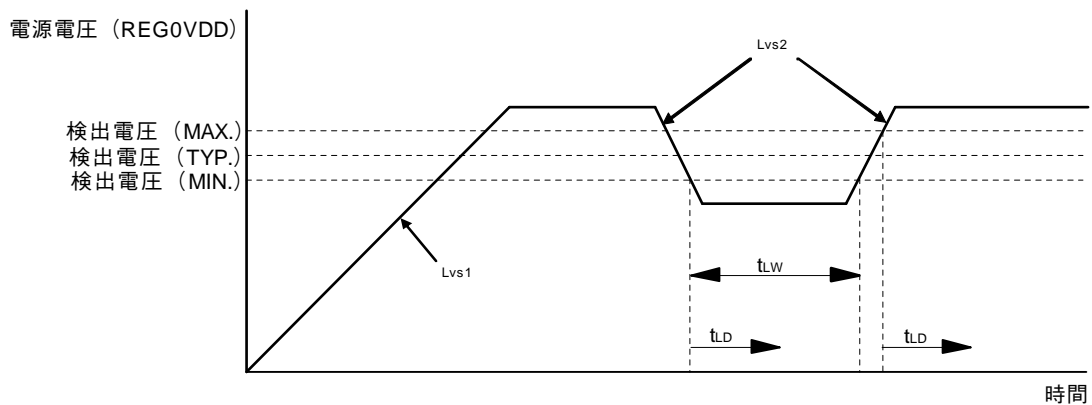 電源電圧（REG0VDD）
Lvs2
検出電圧（MAX.）
検出電圧（TYP.）
検出電圧（MIN.）
Lvs1
tLW
tLD
tLD
時間